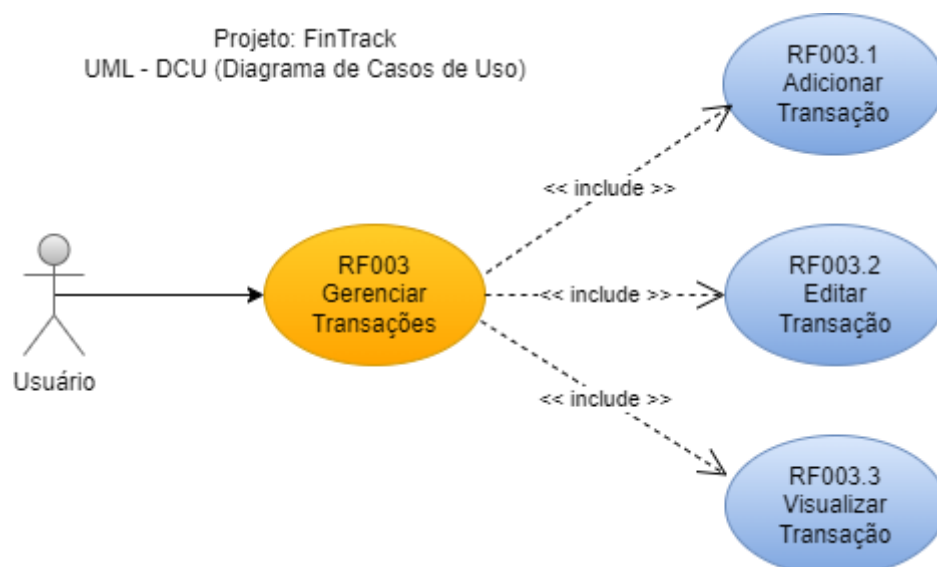 Projeto: FinTrack
UML - DCU (Diagrama de Casos de Uso)
RF003.1
Adicionar
Transação
<< include >>
RF003
Gerenciar
Transações
<< include >>
RF003.2
Editar
Transação
Usuário
<< include >>
RF003.3
Visualizar
Transação